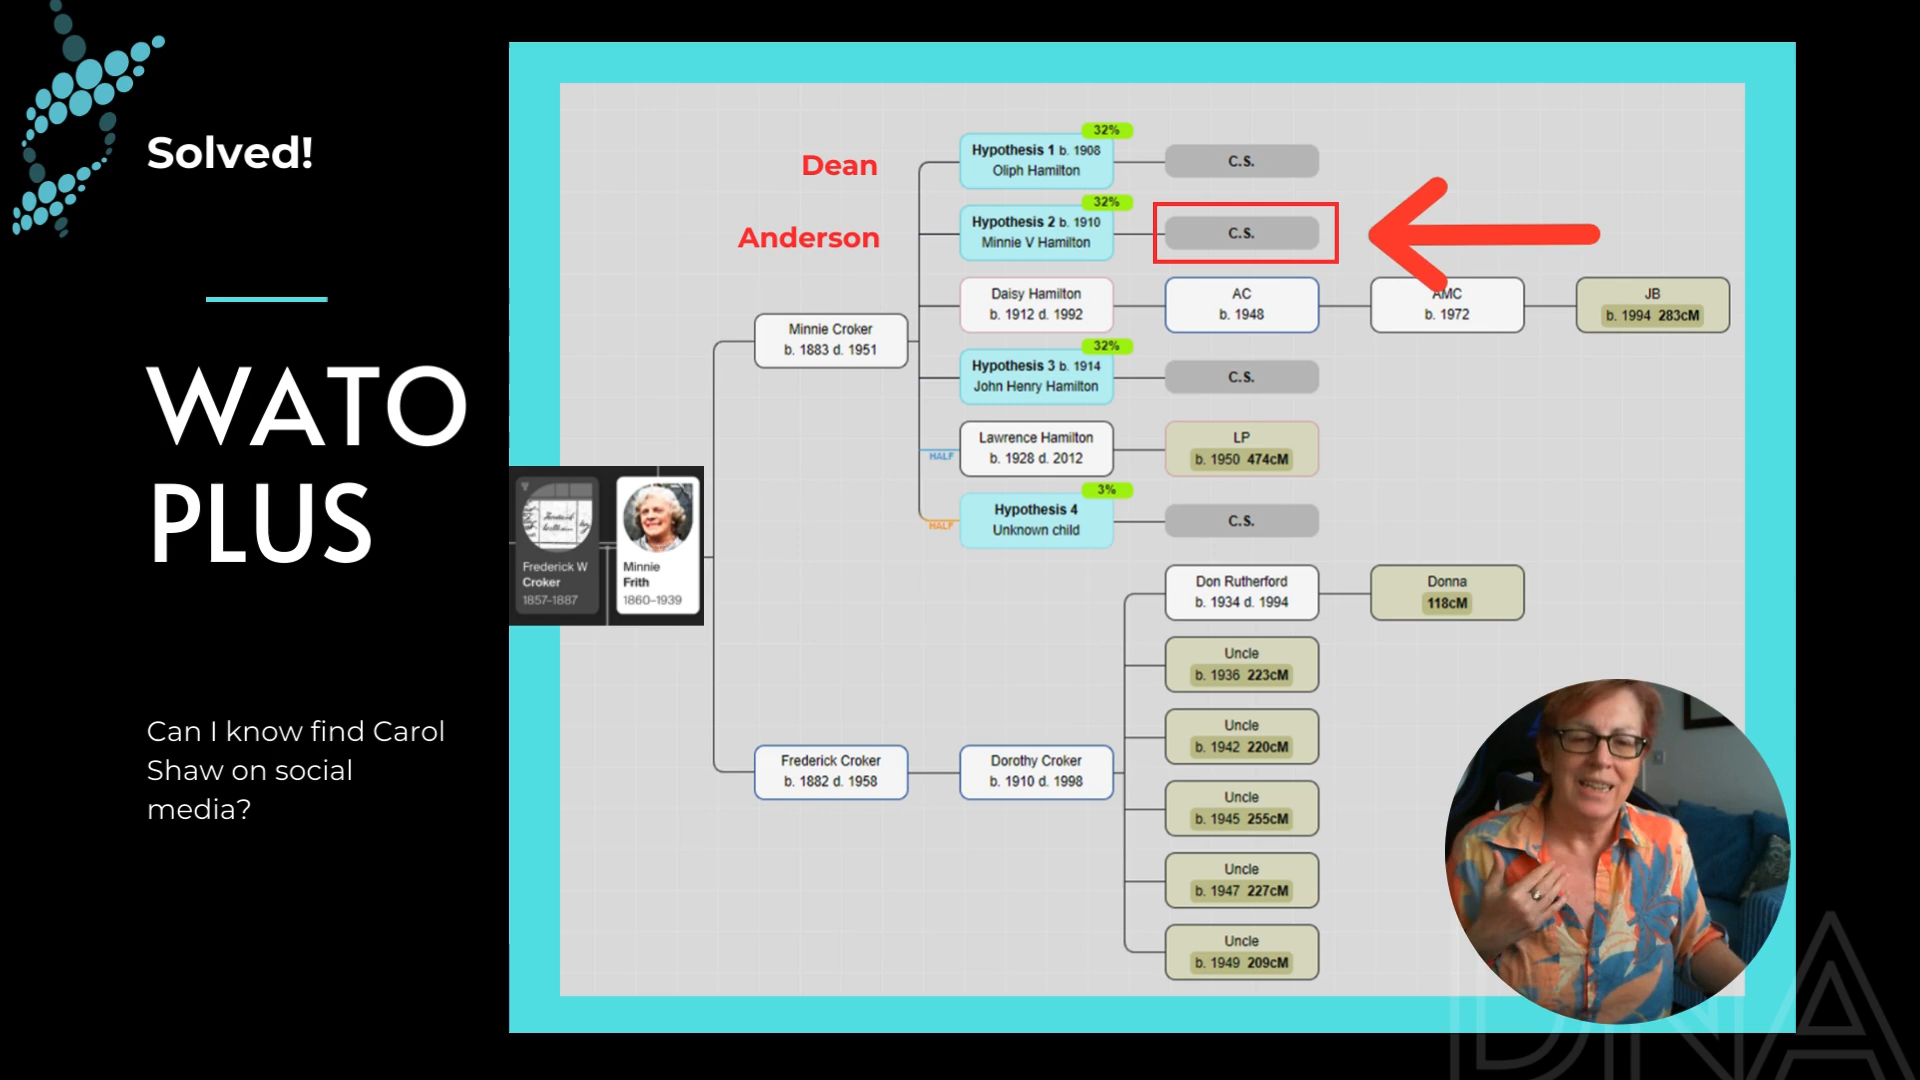 Solved!
WATO
PLUS
Can I know find Carol
Shaw on social
media?
Dean
Anderson
32%
Hypothesis 1 b. 1908
Oliph Hamilton
C.S.
32%
Hypothesis 2 b. 1910
Minnie V Hamilton
C.S.
Daisy Hamilton
b. 1912 d. 1992
AC
b. 1948
AMC
b. 1972
JB
b. 1994 283cM
Minnie Croker
b. 1883 d. 1951
32%
Hypothesis 3 b. 1914
John Henry Hamilton
C.S.
HALF
Lawrence Hamilton
b. 1928 d. 2012
LP
b. 1950 474cM
3%
HALF
Hypothesis 4
Unknown child
C.S.
Frederick W
Croker
1857-1887
Minnie
Frith
1860-1939
Don Rutherford
b. 1934 d. 1994
Donna
118cM
Uncle
b. 1936 223cM
Uncle
b. 1942 220cM
Frederick Croker
b. 1882 d. 1958
Dorothy Croker
b. 1910 d. 1998
Uncle
b. 1945 255cM
Uncle
b. 1947 227cM
Uncle
b. 1949 209cM
DNA